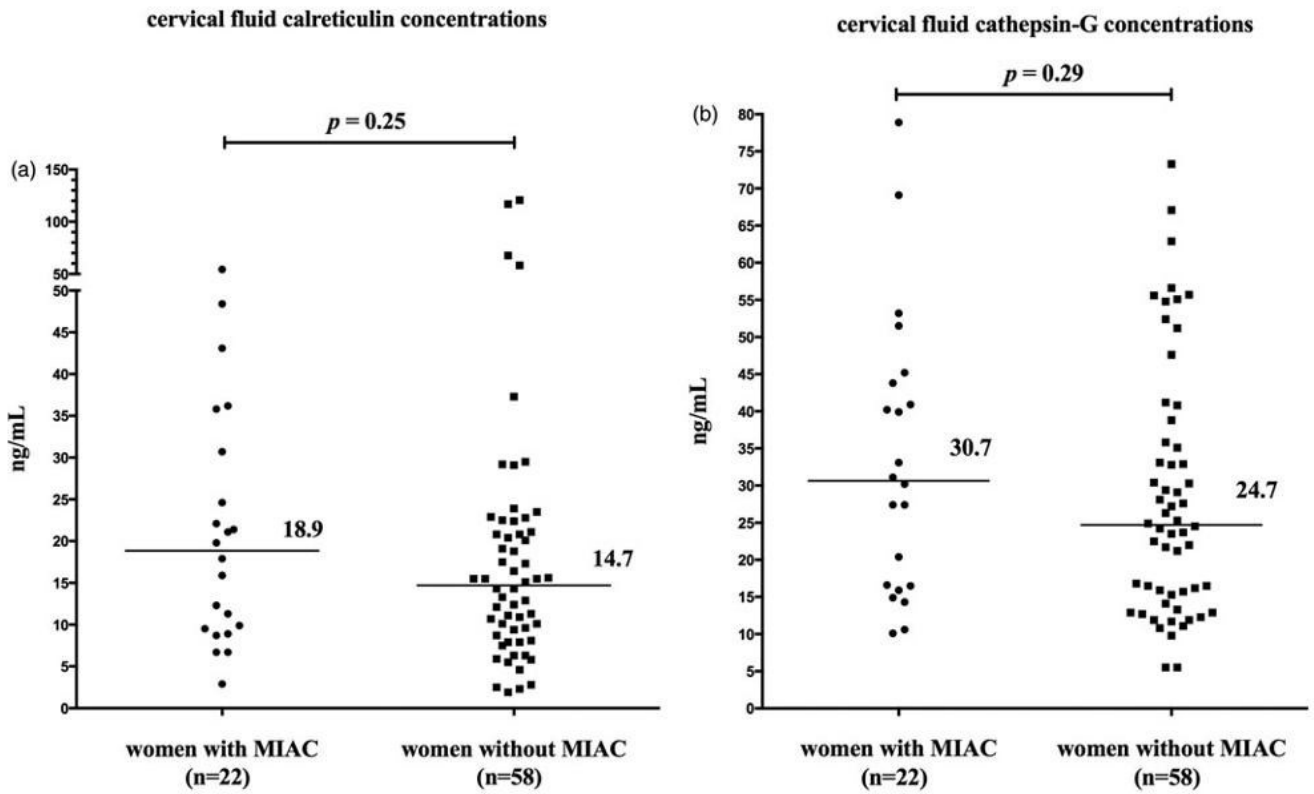 cervical fluid calreticulin concentrations
p = 0.25
(a)
150
100
50
50
45
40
35
30
25
20
15
10
5
0
ng/mL
18.9
14.7
women with MIAC
(n=22)
women without MIAC
(n=58)
cervical fluid cathepsin-G concentrations
p = 0.29
(b)
80
75
70
65
60
55
50
45
40
35
30
25
20
15
10
5
0
ng/mL
30.7
24.7
women with MIAC
(n=22)
women without MIAC
(n=58)